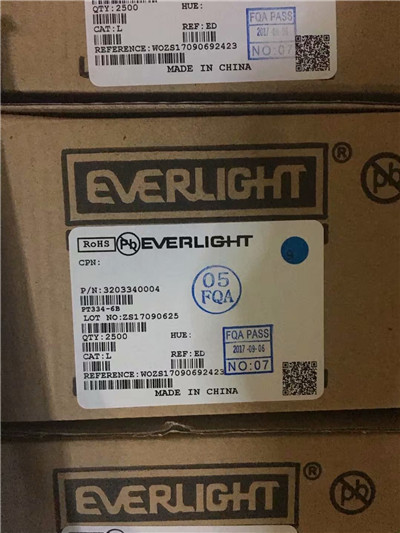 QTY:2500
HUE:
CAT:L
REF:ED
REFERENCE:WOZS17090692423
MADE IN CHINA
FQA PASS
2017-09-06
NO:07
EVERLIGHT ®
Pb
RoHS Pb EVERLIGHT
CPN:
P/N:3203340004
PT334-6B
LOT NO:ZS17090625
QTY:2500
HUE:
CAT:L
REF:ED
REFERENCE:WOZS17090692423
MADE IN CHINA
05
FQA
FQA PASS
2017-09-06
NO:07
EVERLIGHT ®
Pb